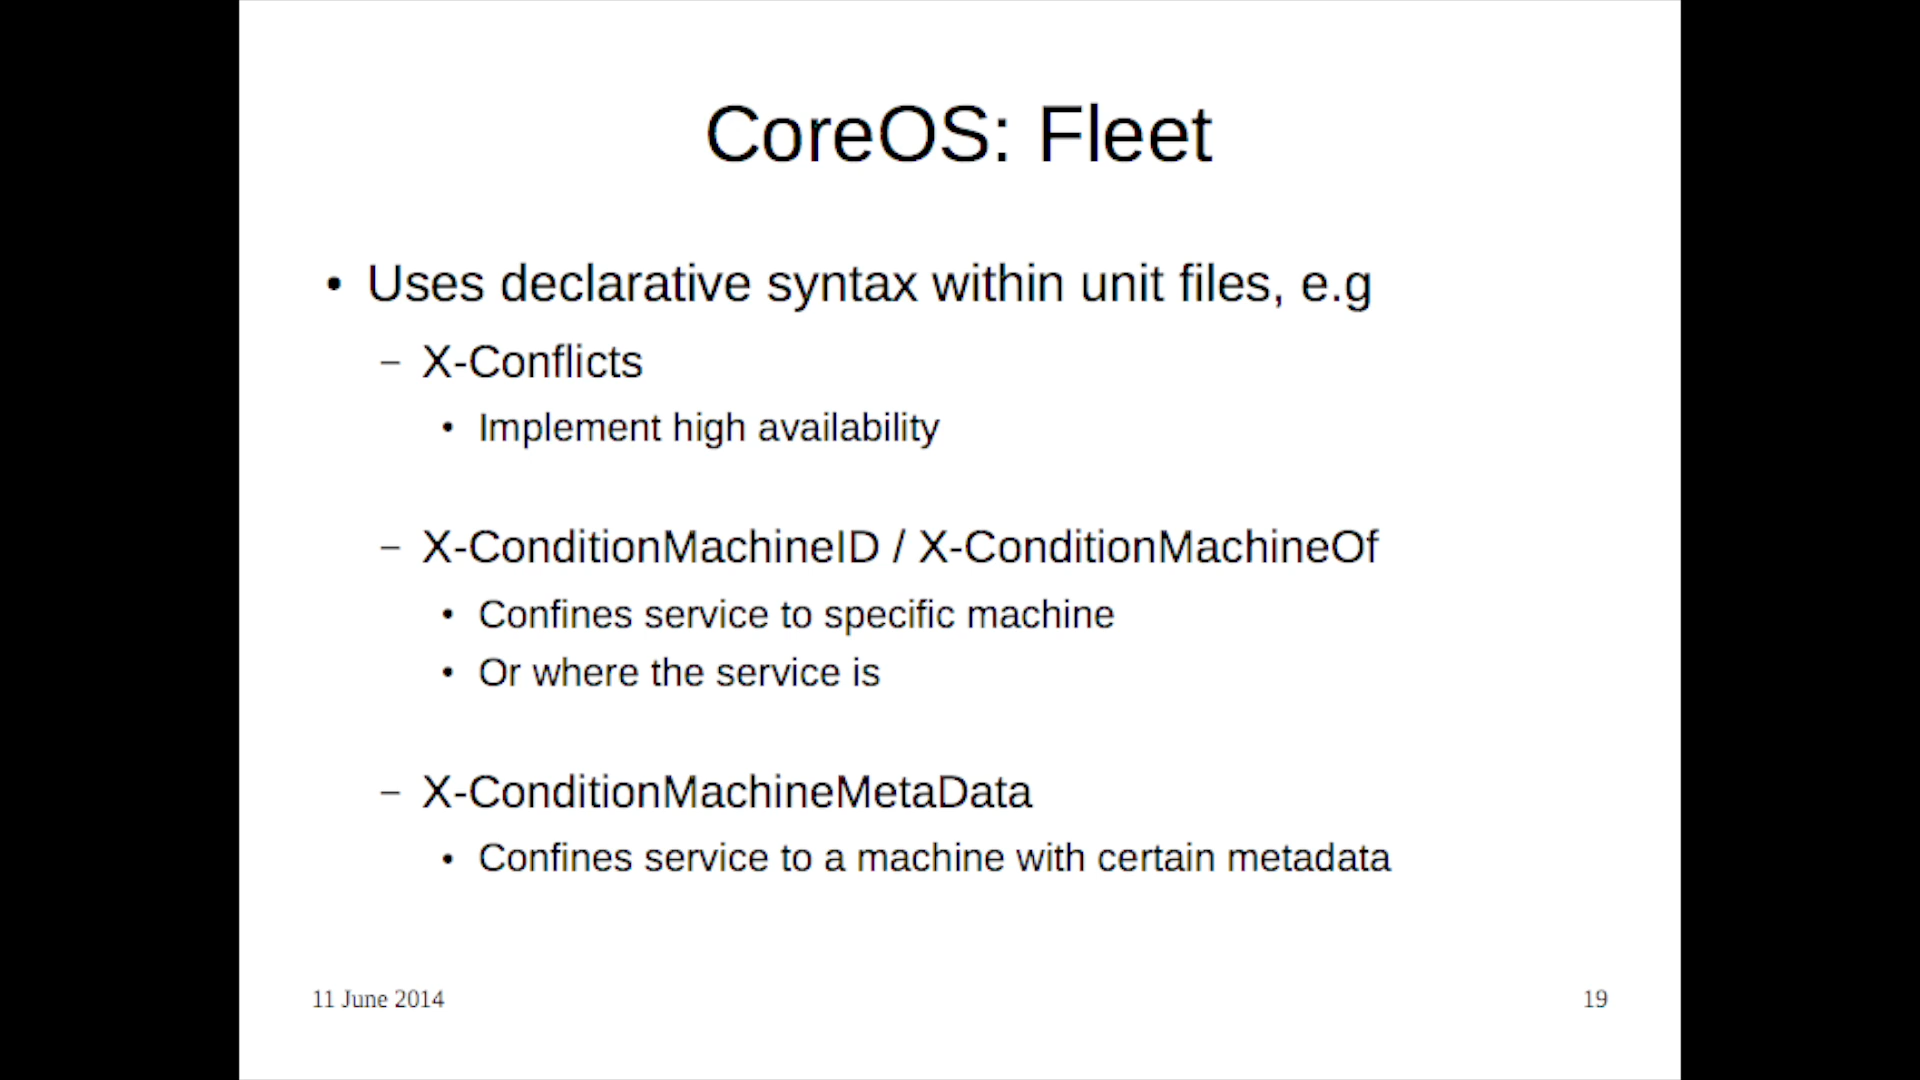 CoreOS: Fleet
• Uses declarative syntax within unit files, e.g
– X-Conflicts
• Implement high availability
– X-ConditionMachineID / X-ConditionMachineOf
• Confines service to specific machine
• Or where the service is
– X-ConditionMachineMetaData
• Confines service to a machine with certain metadata
11 June 2014
19